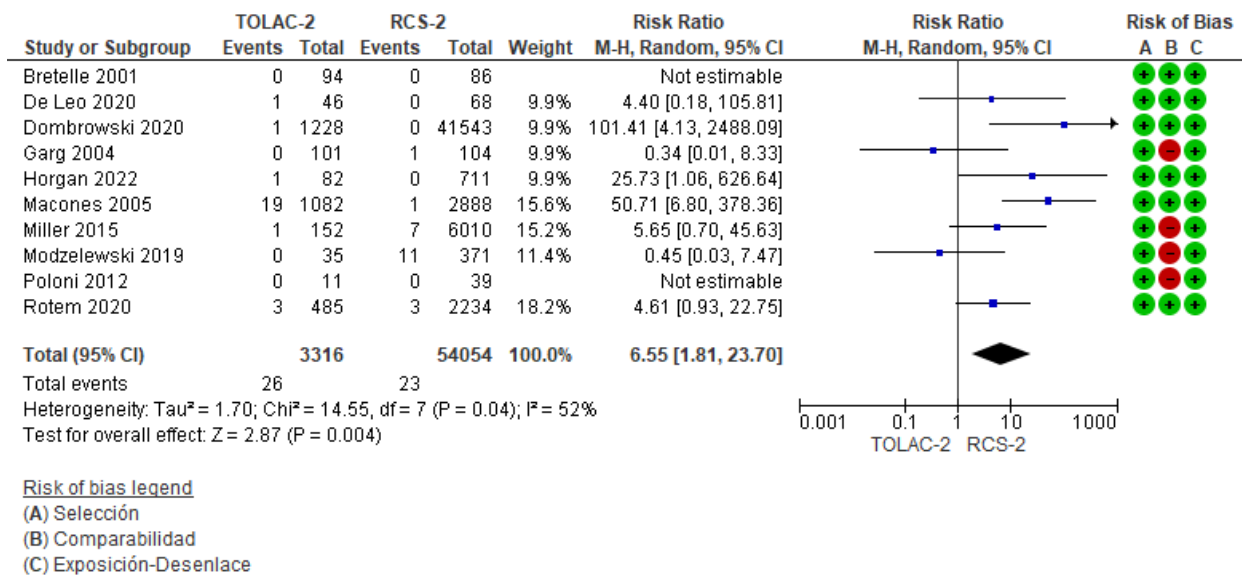 TOLAC-2 RCS-2 Risk Ratio Risk Ratio Risk of Bias
Study or Subgroup Events Total Events Total Weight M-H, Random, 95% CI M-H, Random, 95% CI A B C
Bretelle 2001 0 94 0 86 Not estimable + + +
De Leo 2020 1 46 0 68 9.9% 4.40 [0.18, 105.81] + + +
Dombrowski 2020 1 1228 0 41543 9.9% 101.41 [4.13, 2488.09] + + +
Garg 2004 0 101 1 104 9.9% 0.34 [0.01, 8.33] + - +
Horgan 2022 1 82 0 711 9.9% 25.73 [1.06, 626.64] + + +
Macones 2005 19 1082 1 2888 15.6% 50.71 [6.80, 378.36] + + +
Miller 2015 1 152 7 6010 15.2% 5.65 [0.70, 45.63] + - +
Modzelewski 2019 0 35 11 371 11.4% 0.45 [0.03, 7.47] + - +
Poloni 2012 0 11 0 39 Not estimable + - +
Rotem 2020 3 485 3 2234 18.2% 4.61 [0.93, 22.75] + + +
Total (95% CI) 3316 54054 100.0% 6.55 [1.81, 23.70]
Total events 26 23
Heterogeneity: Tau² = 1.70; Chi² = 14.55, df = 7 (P = 0.04); I² = 52%
Test for overall effect: Z = 2.87 (P = 0.004)
0.001 0.1 1 10 1000
TOLAC-2 RCS-2
Risk of bias legend
(A) Selección
(B) Comparabilidad
(C) Exposición-Desenlace